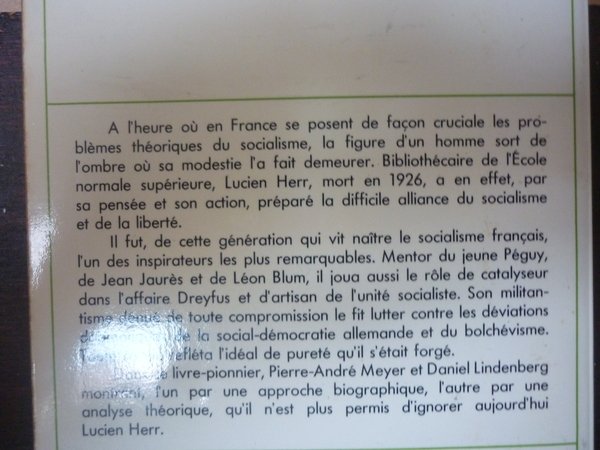 A l'heure où en France se posent de façon cruciale les pro-
blèmes théoriques du socialisme, la figure d'un homme sort de
l'ombre où sa modestie l'a fait demeurer. Bibliothécaire de l'École
normale supérieure, Lucien Herr, mort en 1926, a en effet, par
sa pensée et son action, préparé la difficile alliance du socialisme
et de la liberté.
Il fut, de cette génération qui vit naître le socialisme français,
l'un des inspirateurs les plus remarquables. Mentor du jeune Péguy,
de Jean Jaurès et de Léon Blum, il joua aussi le rôle de catalyseur
dans l'affaire Dreyfus et d'artisan de l'unité socialiste. Son militan-
tisme dénué de toute compromission le fit lutter contre les déviations
de la social-démocratie allemande et du bolchévisme.
refléta l'idéal de pureté qu'il s'était forgé.
livre-pionnier, Pierre-André Meyer et Daniel Lindenberg
montrent, l'un par une approche biographique, l'autre par une
analyse théorique, qu'il n'est plus permis d'ignorer aujourd'hui
Lucien Herr.